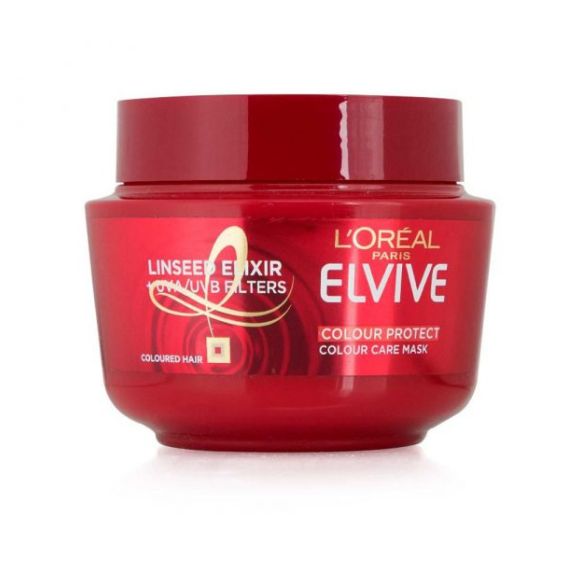 L'ORÉAL
PARIS
ELVIVE
COLOUR PROTECT
COLOUR CARE MASK
LINSEED ELIXIR
+ UVA/UVB FILTERS
COLOURED HAIR